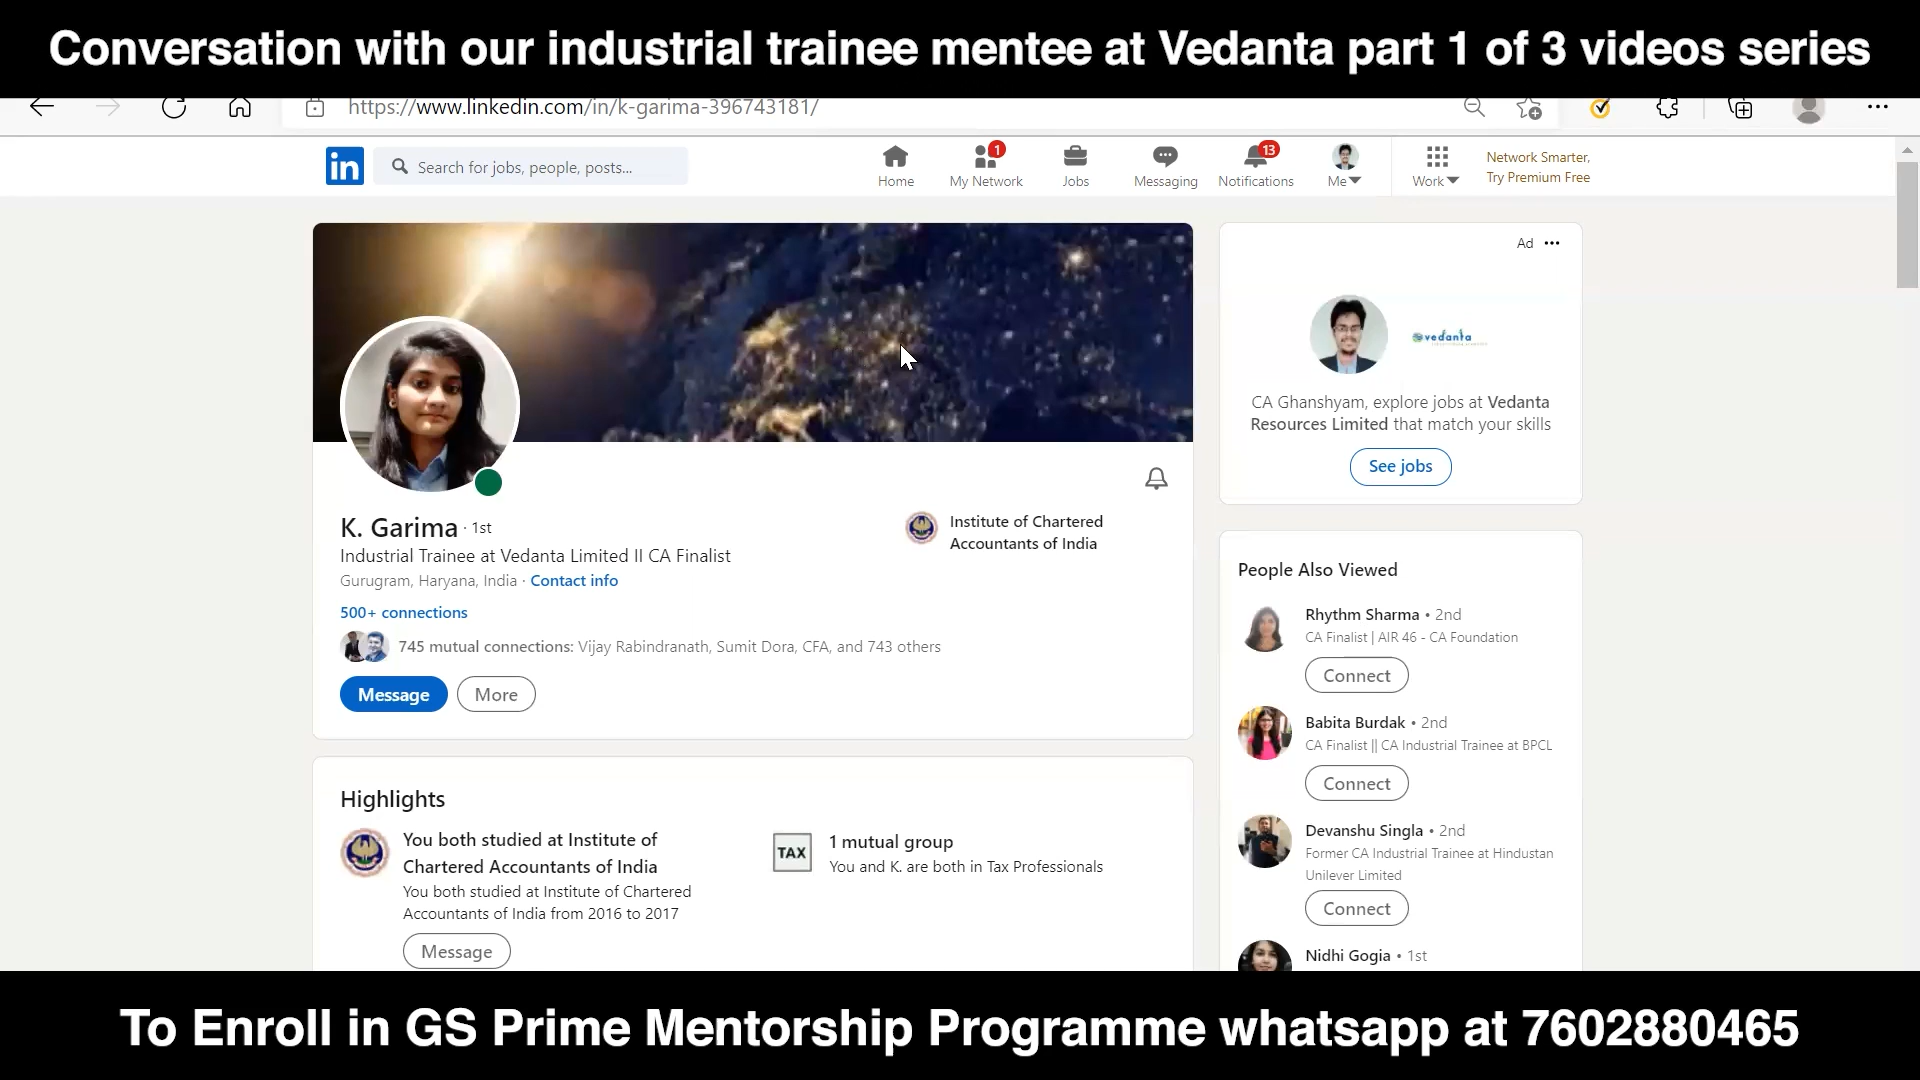 Conversation with our industrial trainee mentee at Vedanta part 1 of 3 videos series
https://www.linkedin.com/in/k-garima-396743181/
in
Search for jobs, people, posts...
1
13
Home
My Network
Jobs
Messaging
Notifications
Me
Work
Network Smarter,
Try Premium Free
Ad
vedanta
CA Ghanshyam, explore jobs at Vedanta
Resources Limited that match your skills
See jobs
K. Garima · 1st
Industrial Trainee at Vedanta Limited II CA Finalist
Gurugram, Haryana, India · Contact info
500+ connections
745 mutual connections: Vijay Rabindranath, Sumit Dora, CFA, and 743 others
Message
More
Institute of Chartered
Accountants of India
Highlights
You both studied at Institute of
Chartered Accountants of India
You both studied at Institute of Chartered
Accountants of India from 2016 to 2017
Message
TAX
1 mutual group
You and K. are both in Tax Professionals
People Also Viewed
Rhythm Sharma • 2nd
CA Finalist | AIR 46 - CA Foundation
Connect
Babita Burdak • 2nd
CA Finalist || CA Industrial Trainee at BPCL
Connect
Devanshu Singla • 2nd
Former CA Industrial Trainee at Hindustan
Unilever Limited
Connect
Nidhi Gogia • 1st
To Enroll in GS Prime Mentorship Programme whatsapp at 7602880465